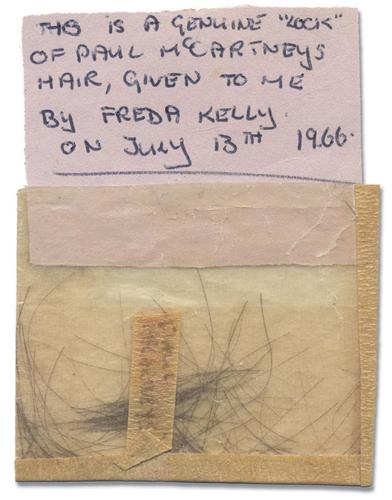 THIS IS A GENUINE "LOCK"
OF PAUL McCARTNEYS
HAIR, GIVEN TO ME
By FREDA KELLY.
ON JULY 13TH 1966.